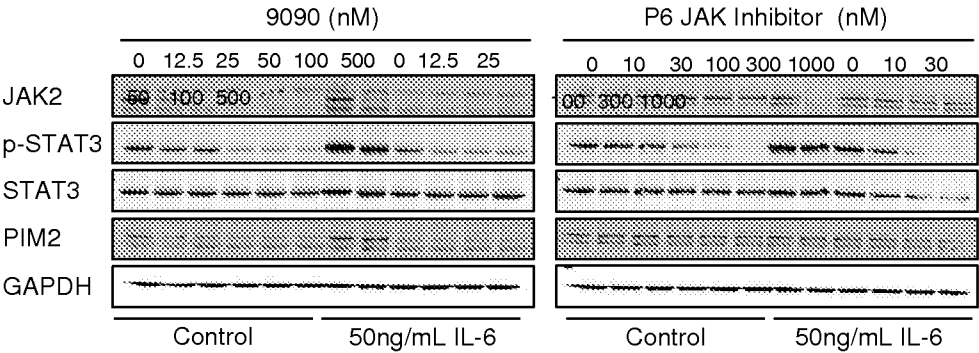 9090 (nM) P6 JAK Inhibitor (nM)
0 12.5 25 50 100 500 0 12.5 25 0 10 30 100 300 1000 0 10 30
JAK2 50 100 500 00 300 1000
p-STAT3
STAT3
PIM2
GAPDH
Control 50ng/mL IL-6 Control 50ng/mL IL-6